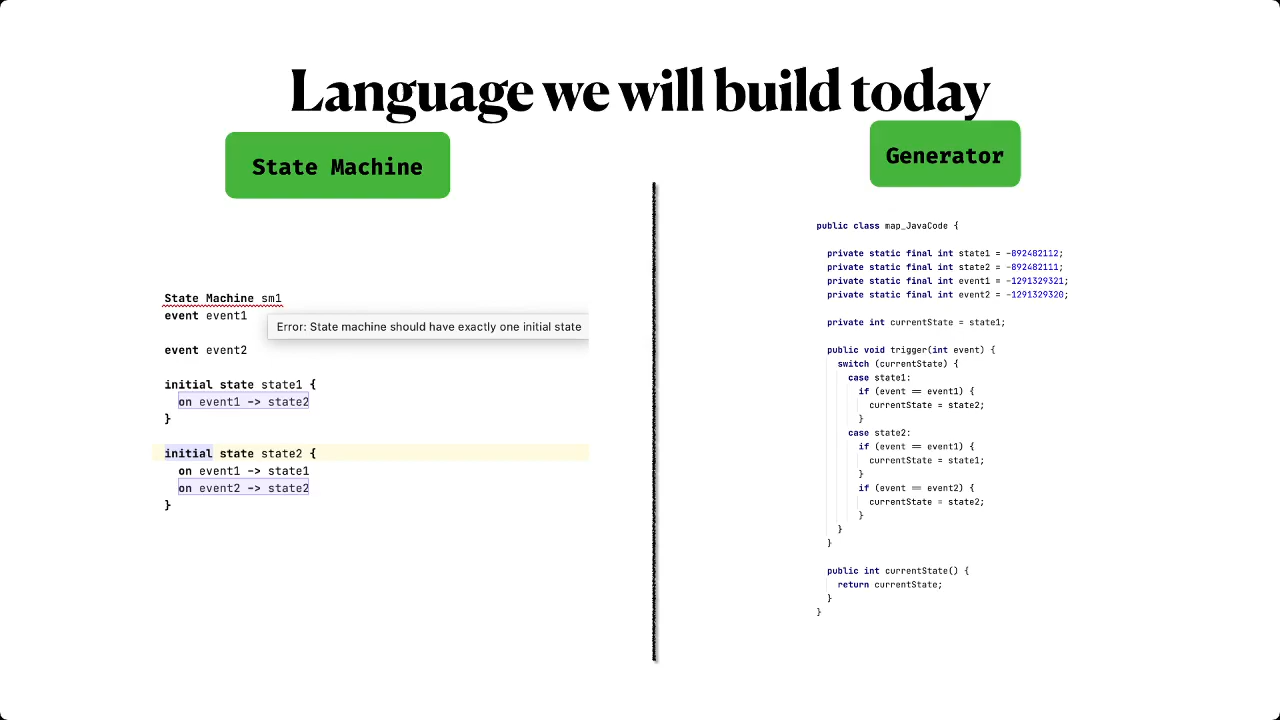 Language we will build today
State Machine
Generator
State Machine sm1
event event1
Error: State machine should have exactly one initial state
event event2
initial state state1 {
on event1 -> state2
}
initial state state2 {
on event1 -> state1
on event2 -> state2
}
public class map_JavaCode {
private static final int state1 = -892482112;
private static final int state2 = -892482111;
private static final int event1 = -1291329321;
private static final int event2 = -1291329320;
private int currentState = state1;
public void trigger(int event) {
switch (currentState) {
case state1:
if (event == event1) {
currentState = state2;
}
case state2:
if (event == event1) {
currentState = state1;
}
if (event == event2) {
currentState = state2;
}
}
}
public int currentState() {
return currentState;
}
}